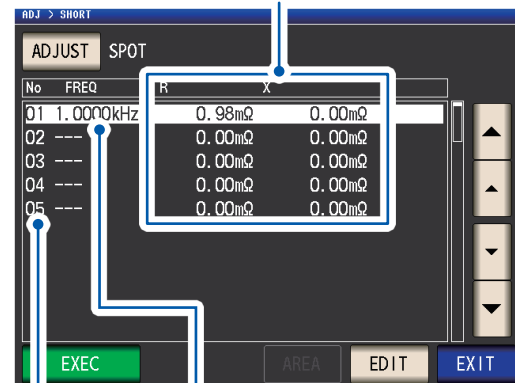 ADJ > SHORT
ADJUST SPOT
No FREQ R X
01 1.0000kHz 0.98mΩ 0.00mΩ
02 --- 0.00mΩ 0.00mΩ
03 --- 0.00mΩ 0.00mΩ
04 --- 0.00mΩ 0.00mΩ
05 --- 0.00mΩ 0.00mΩ
EXEC AREA EDIT EXIT